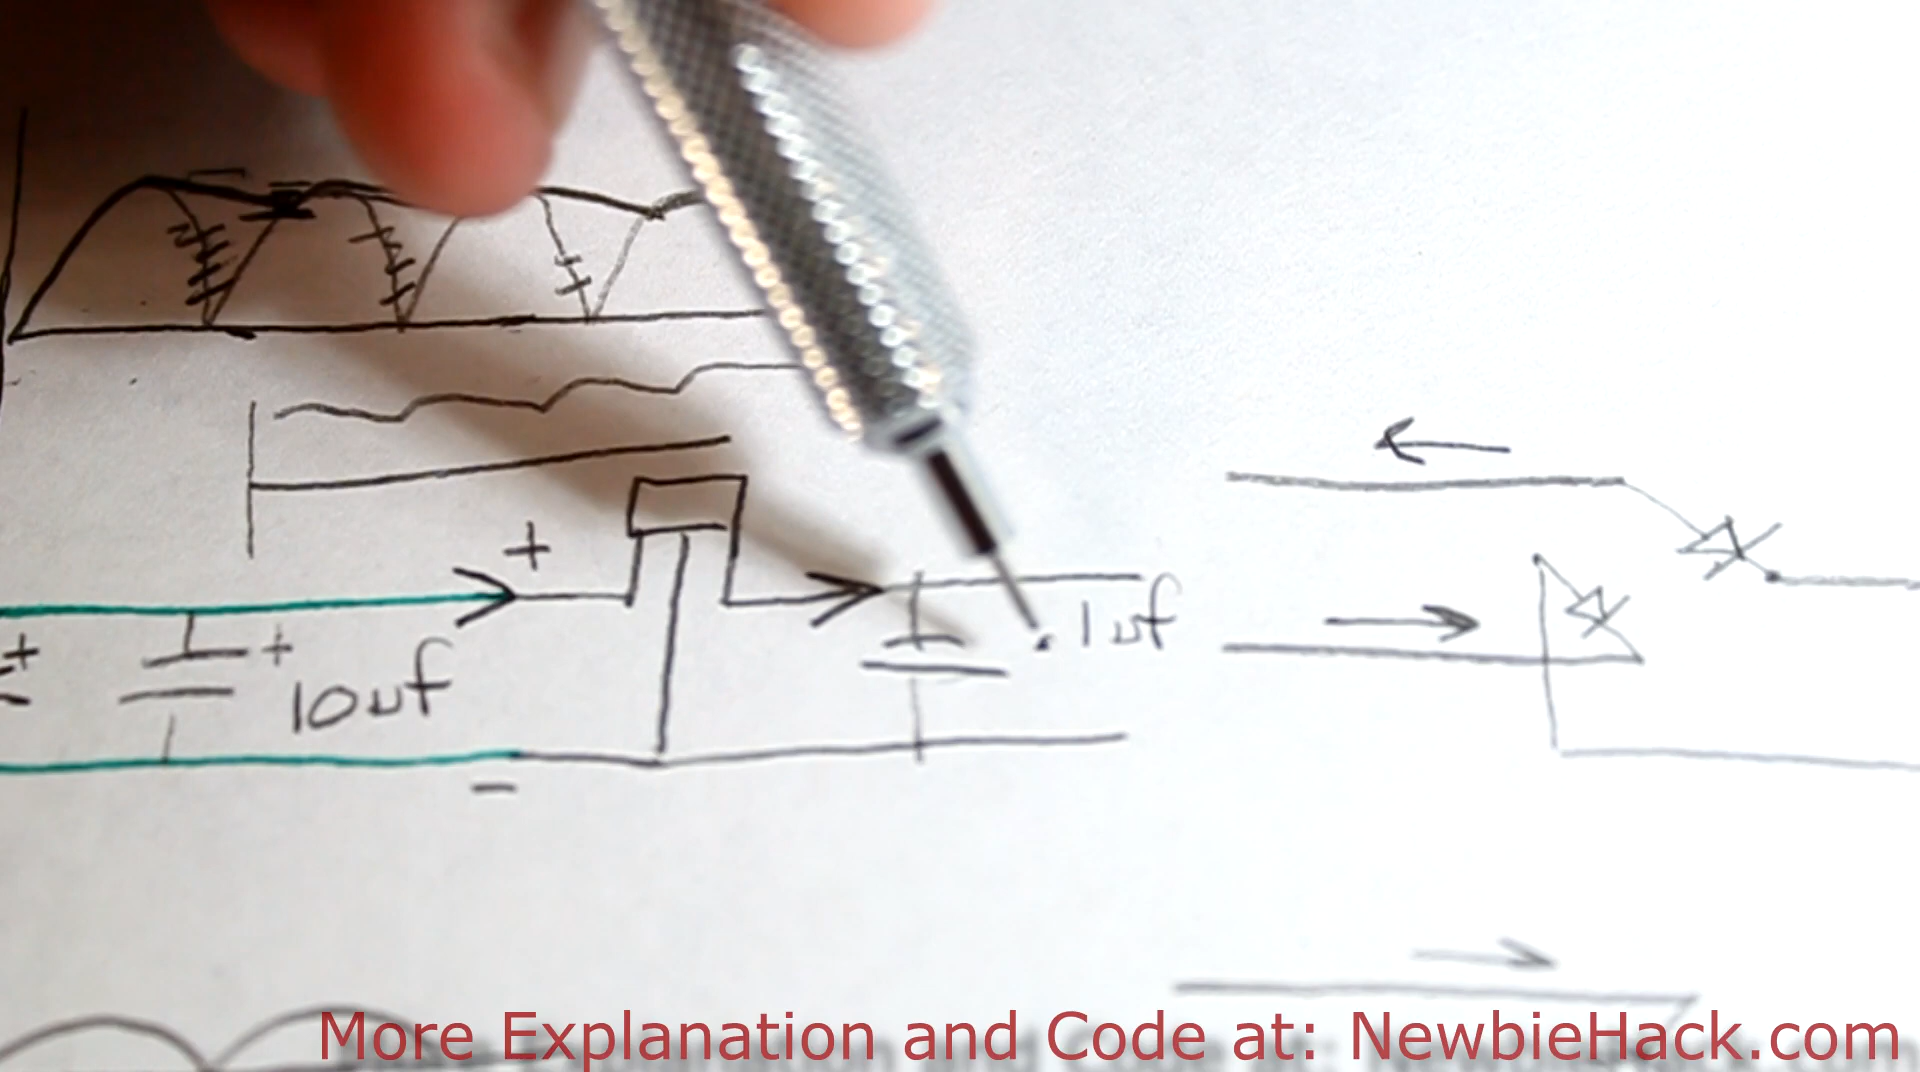 +
.1uf
+
+
10uf
−
More Explanation and Code at: NewbieHack.com